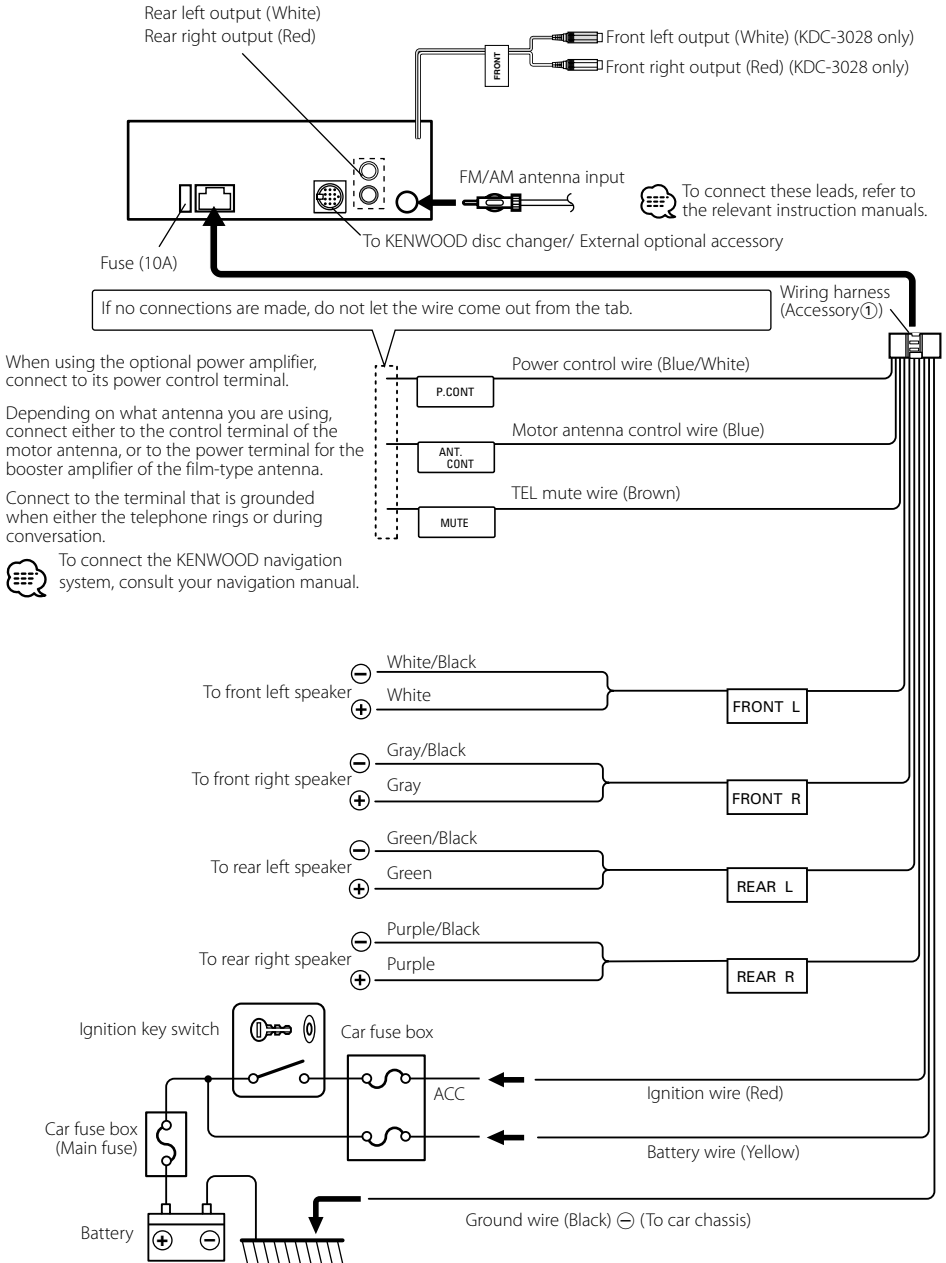 Rear left output (White)
Rear right output (Red)
FRONT
Front left output (White) (KDC-3028 only)
Front right output (Red) (KDC-3028 only)
FM/AM antenna input
To connect these leads, refer to
the relevant instruction manuals.
To KENWOOD disc changer/ External optional accessory
Fuse (10A)
If no connections are made, do not let the wire come out from the tab.
Wiring harness
(Accessory①)
When using the optional power amplifier,
connect to its power control terminal.
Power control wire (Blue/White)
P.CONT
Depending on what antenna you are using,
connect either to the control terminal of the
motor antenna, or to the power terminal for the
booster amplifier of the film-type antenna.
Motor antenna control wire (Blue)
ANT.
CONT
Connect to the terminal that is grounded
when either the telephone rings or during
conversation.
TEL mute wire (Brown)
MUTE
To connect the KENWOOD navigation
system, consult your navigation manual.
To front left speaker
⊖ White/Black
⊕ White
FRONT L
To front right speaker
⊖ Gray/Black
⊕ Gray
FRONT R
To rear left speaker
⊖ Green/Black
⊕ Green
REAR L
To rear right speaker
⊖ Purple/Black
⊕ Purple
REAR R
Ignition key switch
Car fuse box
ACC
Ignition wire (Red)
Car fuse box
(Main fuse)
Battery wire (Yellow)
Ground wire (Black) ⊖ (To car chassis)
Battery
⊕ ⊖